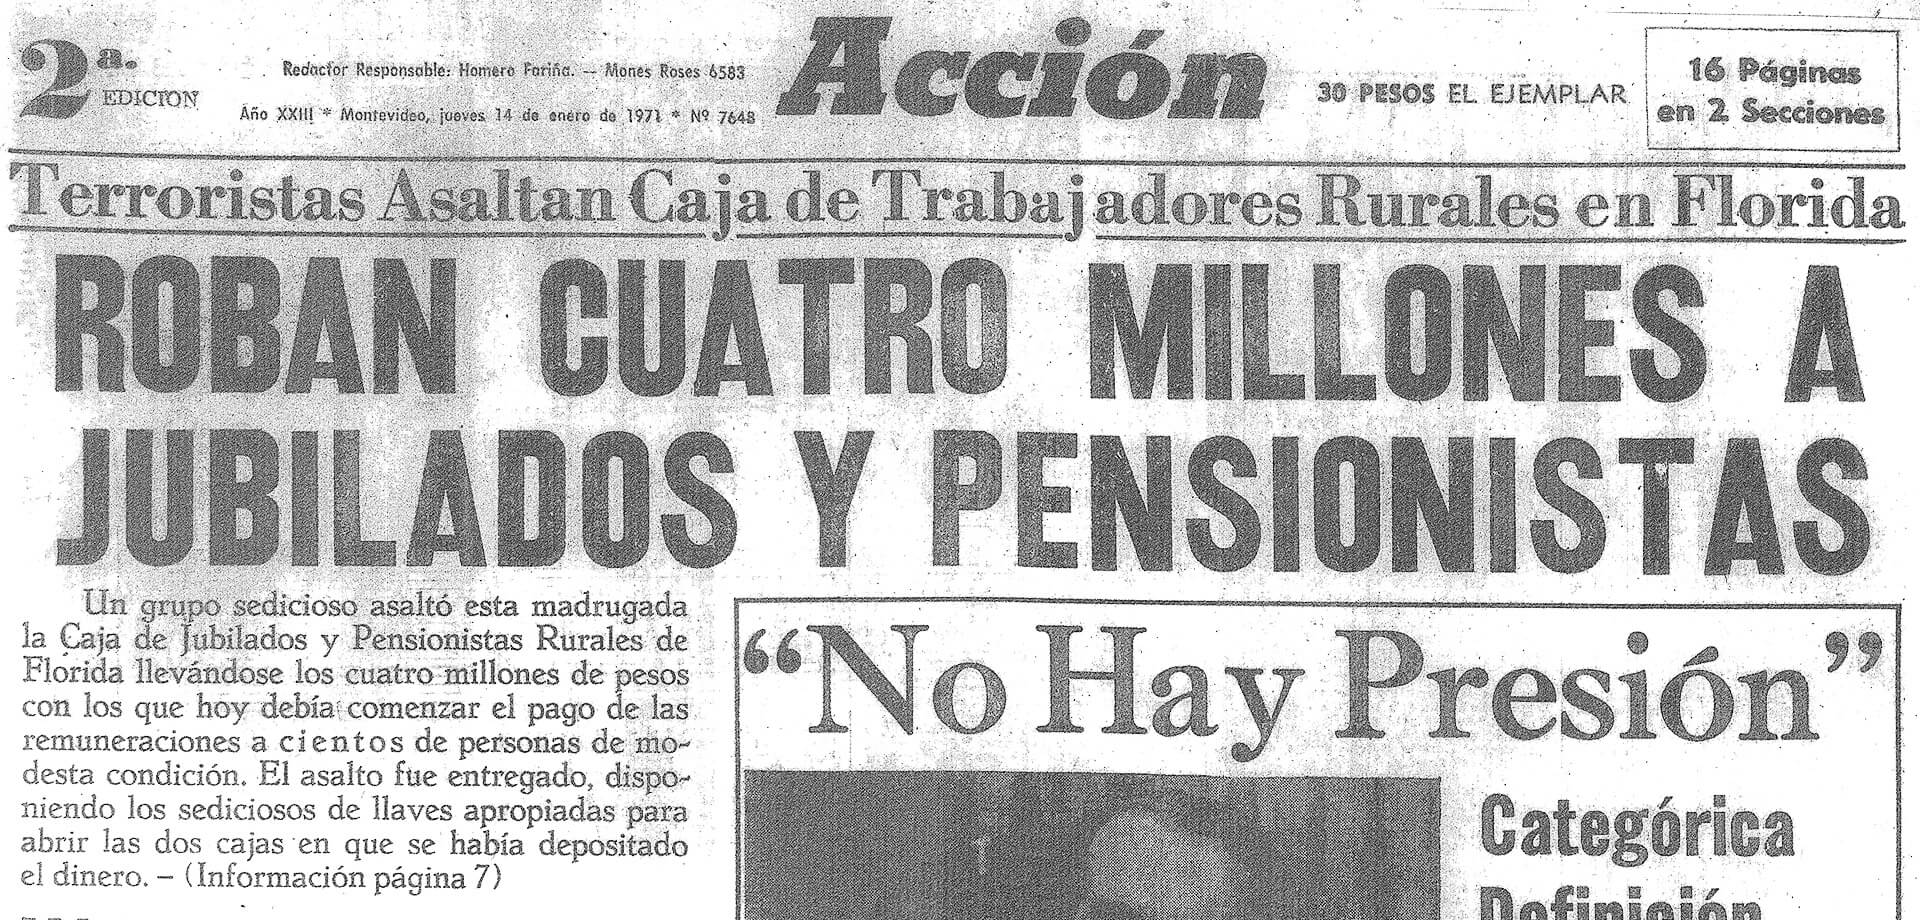 2ª. EDICION
Redactor Responsable: Homero Fariña. — Mones Roses 6583
Año XXIII * Montevideo, jueves 14 de enero de 1971 * Nº 7648
Acción
30 PESOS EL EJEMPLAR
16 Páginas
en 2 Secciones
Terroristas Asaltan Caja de Trabajadores Rurales en Florida
ROBAN CUATRO MILLONES A
JUBILADOS Y PENSIONISTAS
Un grupo sedicioso asaltó esta madrugada
la Caja de Jubilados y Pensionistas Rurales de
Florida llevándose los cuatro millones de pesos
con los que hoy debía comenzar el pago de las
remuneraciones a cientos de personas de mo-
desta condición. El asalto fue entregado, dispo-
niendo los sediciosos de llaves apropiadas para
abrir las dos cajas en que se había depositado
el dinero. — (Información página 7)
“No Hay Presión”
Categórica
Definición